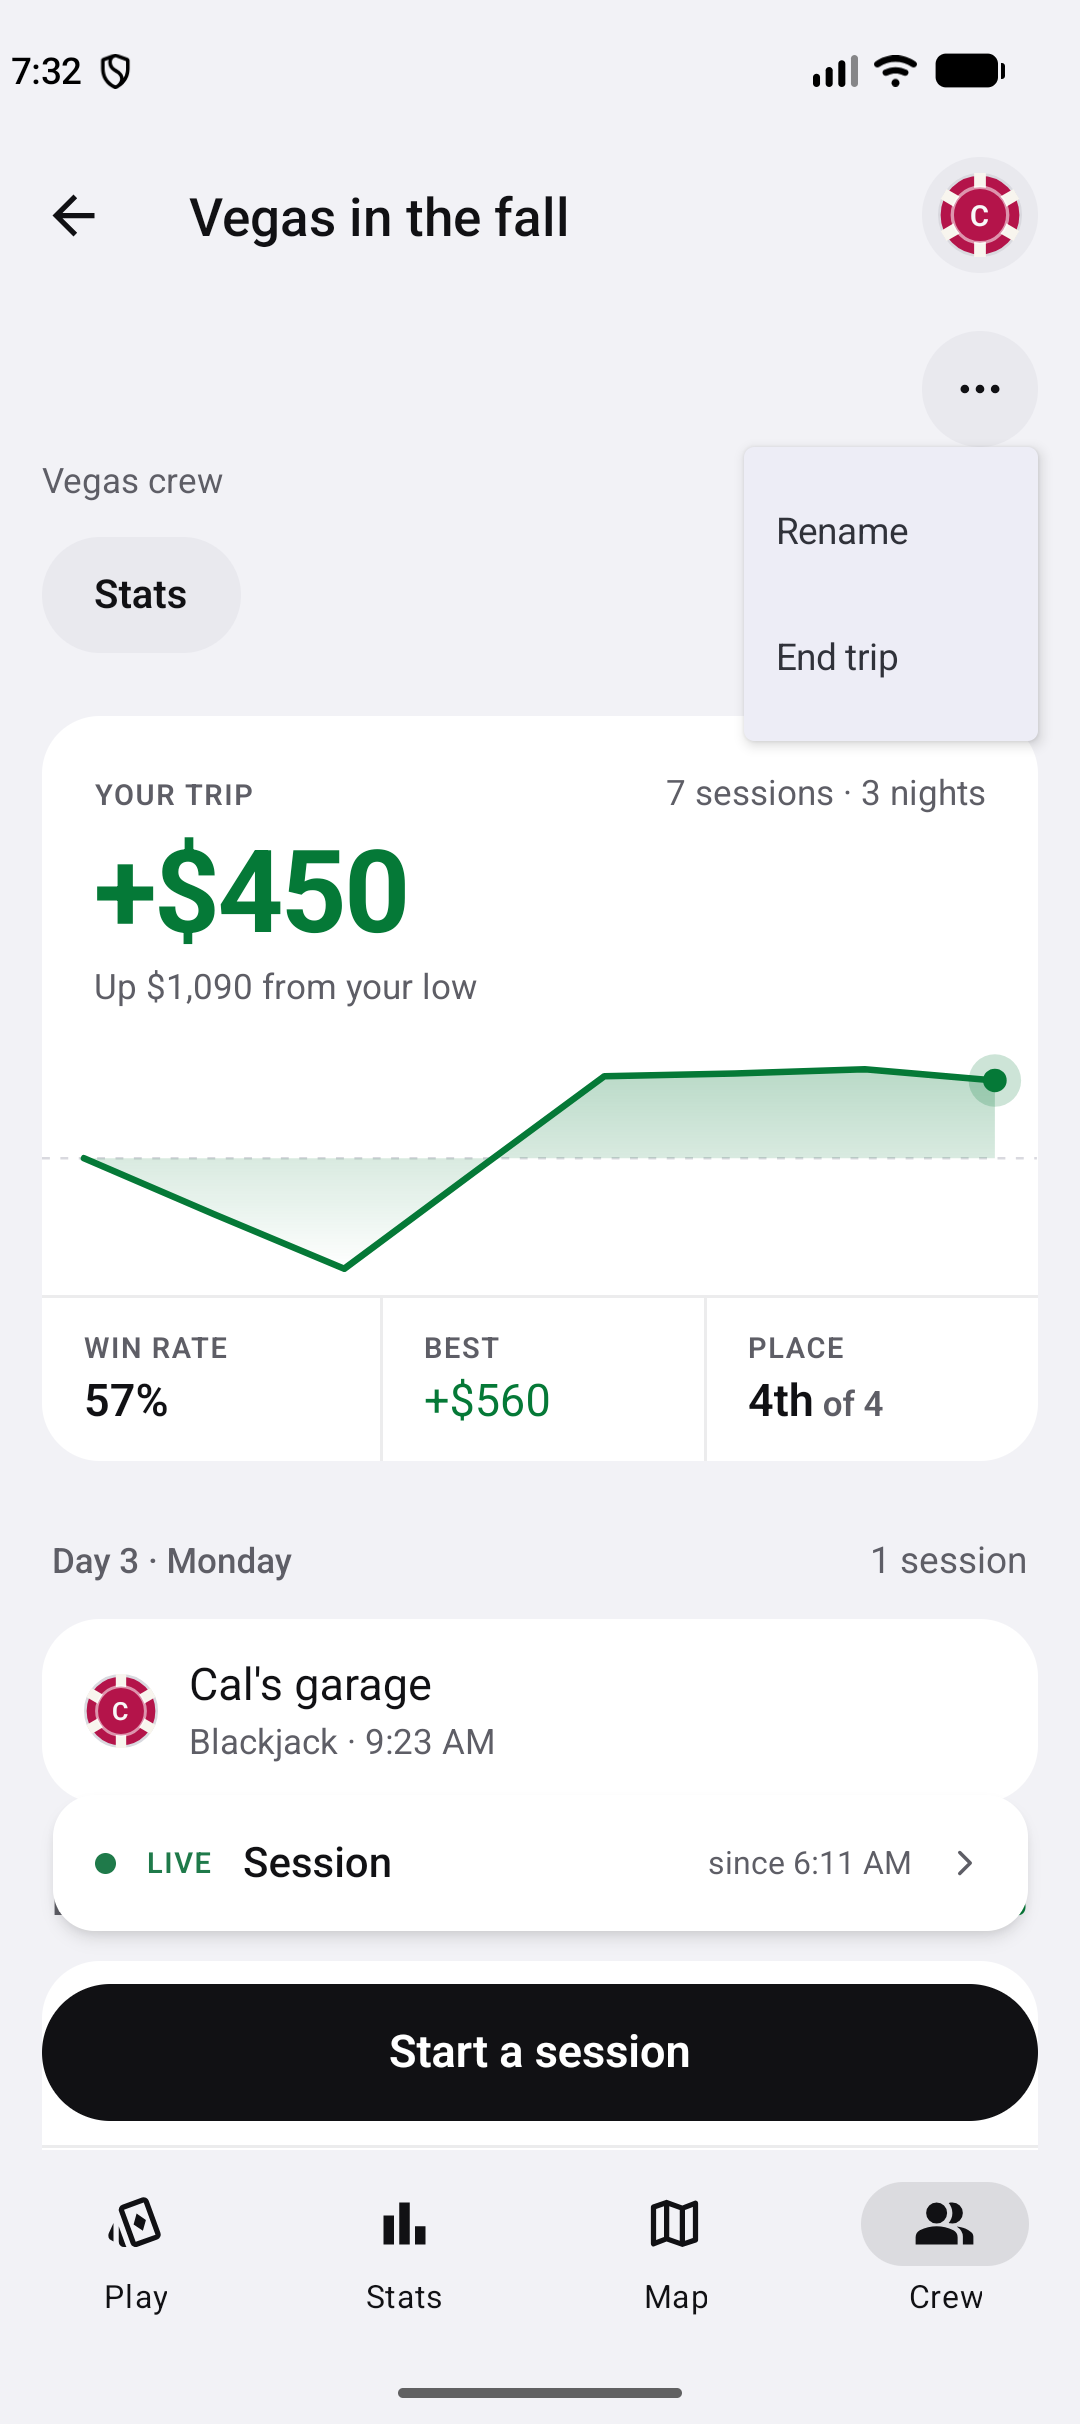 7:32
Vegas in the fall
C
Vegas crew
Rename
Stats
End trip
YOUR TRIP
7 sessions · 3 nights
+$450
Up $1,090 from your low
WIN RATE
BEST
PLACE
57%
+$560
4th of 4
Day 3 · Monday
1 session
Cal's garage
C
Blackjack · 9:23 AM
LIVE Session
since 6:11 AM
Start a session
Play
Stats
Map
Crew